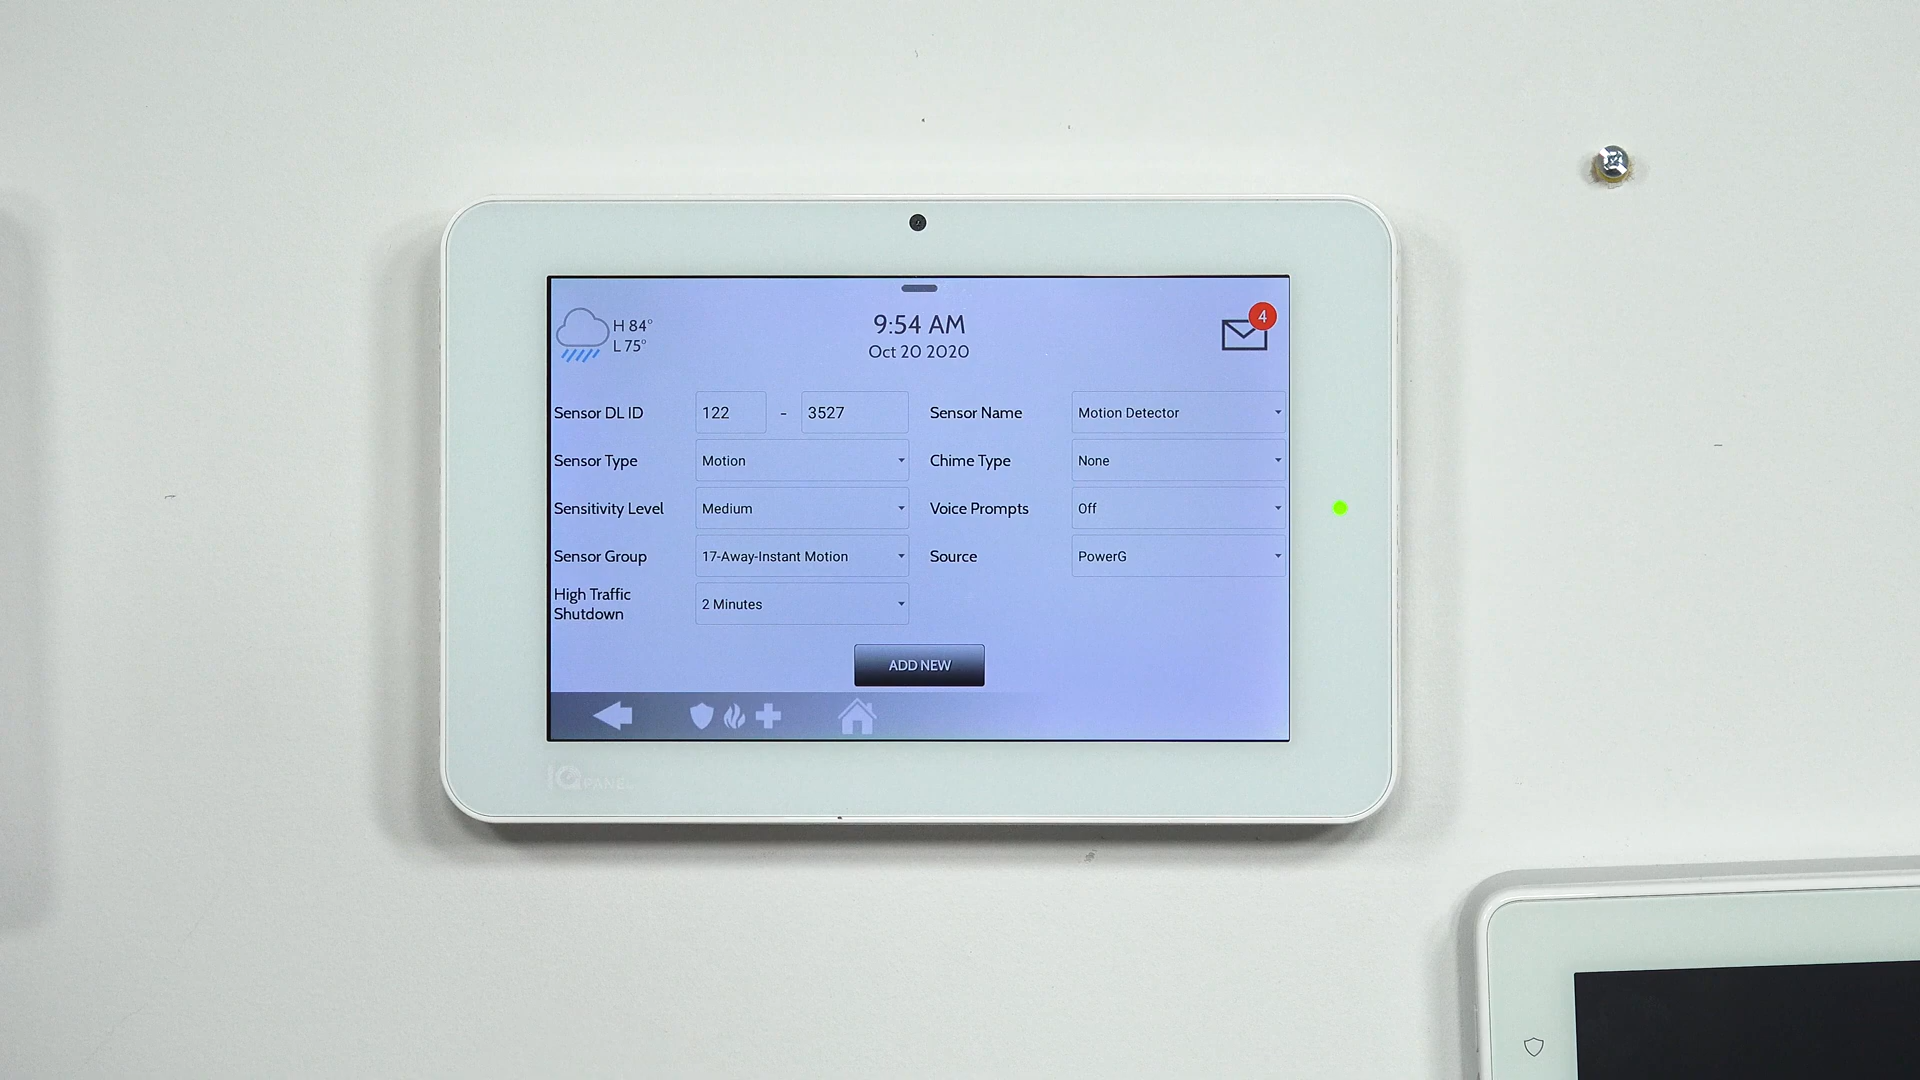 H 84°
L 75°
9:54 AM
Oct 20 2020
4
Sensor DL ID 122 - 3527 Sensor Name Motion Detector
Sensor Type Motion Chime Type None
Sensitivity Level Medium Voice Prompts Off
Sensor Group 17-Away-Instant Motion Source PowerG
High Traffic
Shutdown 2 Minutes
ADD NEW
IQ PANEL